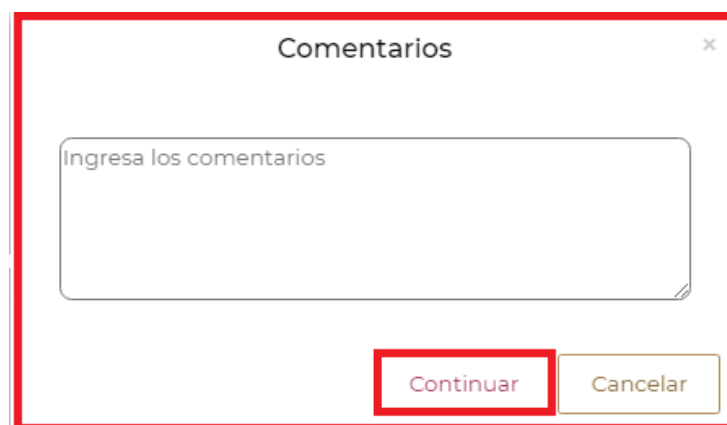 Comentarios ×
Ingresa los comentarios
Continuar Cancelar